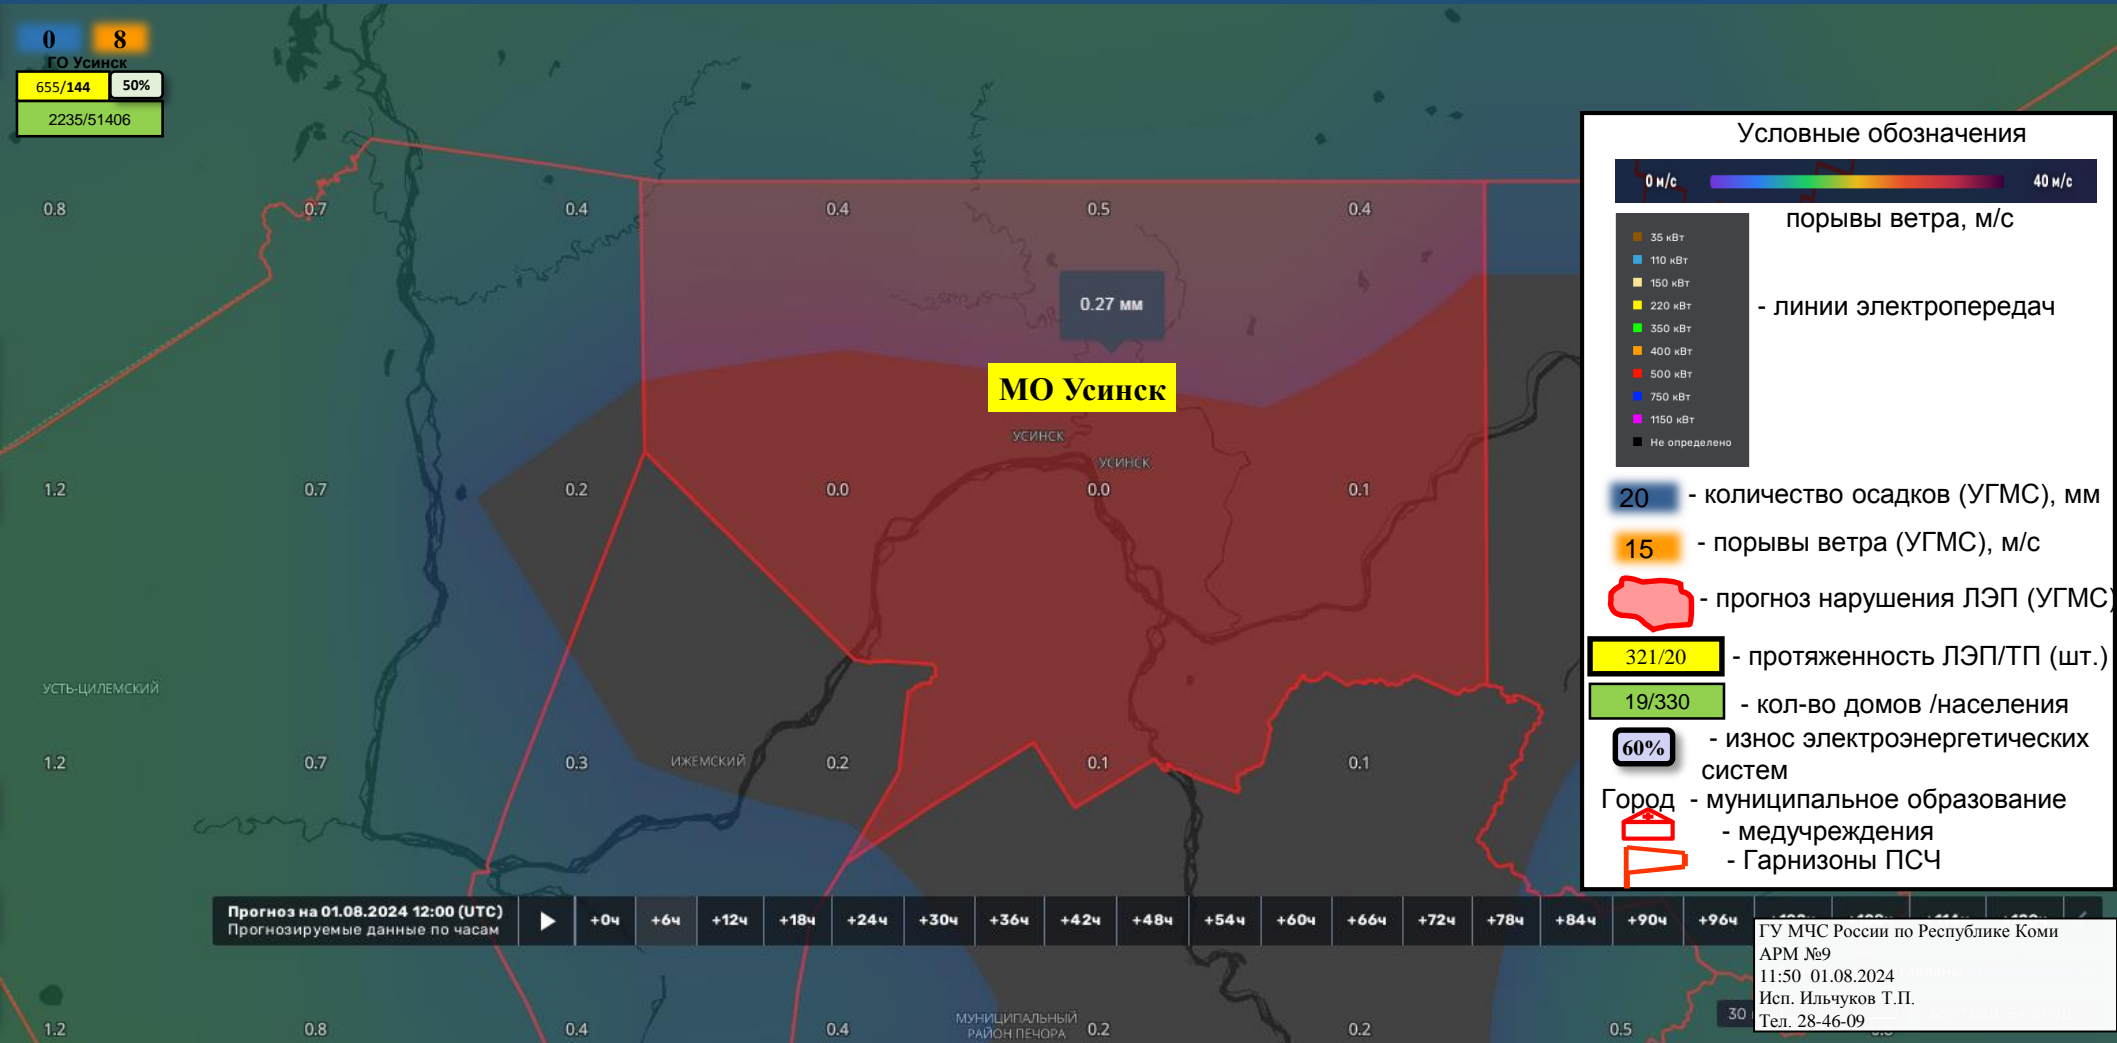 0 8
ГО Усинск
655/144 50%
2235/51406
0.8 0.7 0.4 0.4 0.5 0.4
0.27 мм
МО Усинск
УСИНСК
УСИНСК
1.2 0.7 0.2 0.0 0.0 0.1
УСТЬ-ЦИЛЕМСКИЙ
ИЖЕМСКИЙ
1.2 0.7 0.3 0.2 0.1 0.1
Прогноз на 01.08.2024 12:00 (UTC)
Прогнозируемые данные по часам
+0ч +6ч +12ч +18ч +24ч +30ч +36ч +42ч +48ч +54ч +60ч +66ч +72ч +78ч +84ч +90ч +96ч
МУНИЦИПАЛЬНЫЙ
РАЙОН ПЕЧОРА
1.2 0.8 0.4 0.4 0.2 0.2 0.5
30
Условные обозначения
0 м/с 40 м/с
порывы ветра, м/с
35 кВт
110 кВт
150 кВт
220 кВт
350 кВт
400 кВт
500 кВт
750 кВт
1150 кВт
Не определено
- линии электропередач
20 - количество осадков (УГМС), мм
15 - порывы ветра (УГМС), м/с
- прогноз нарушения ЛЭП (УГМС)
321/20 - протяженность ЛЭП/ТП (шт.)
19/330 - кол-во домов /населения
60% - износ электроэнергетических
систем
Город - муниципальное образование
- медучреждения
- Гарнизоны ПСЧ
ГУ МЧС России по Республике Коми
АРМ №9
11:50 01.08.2024
Исп. Ильчуков Т.П.
Тел. 28-46-09